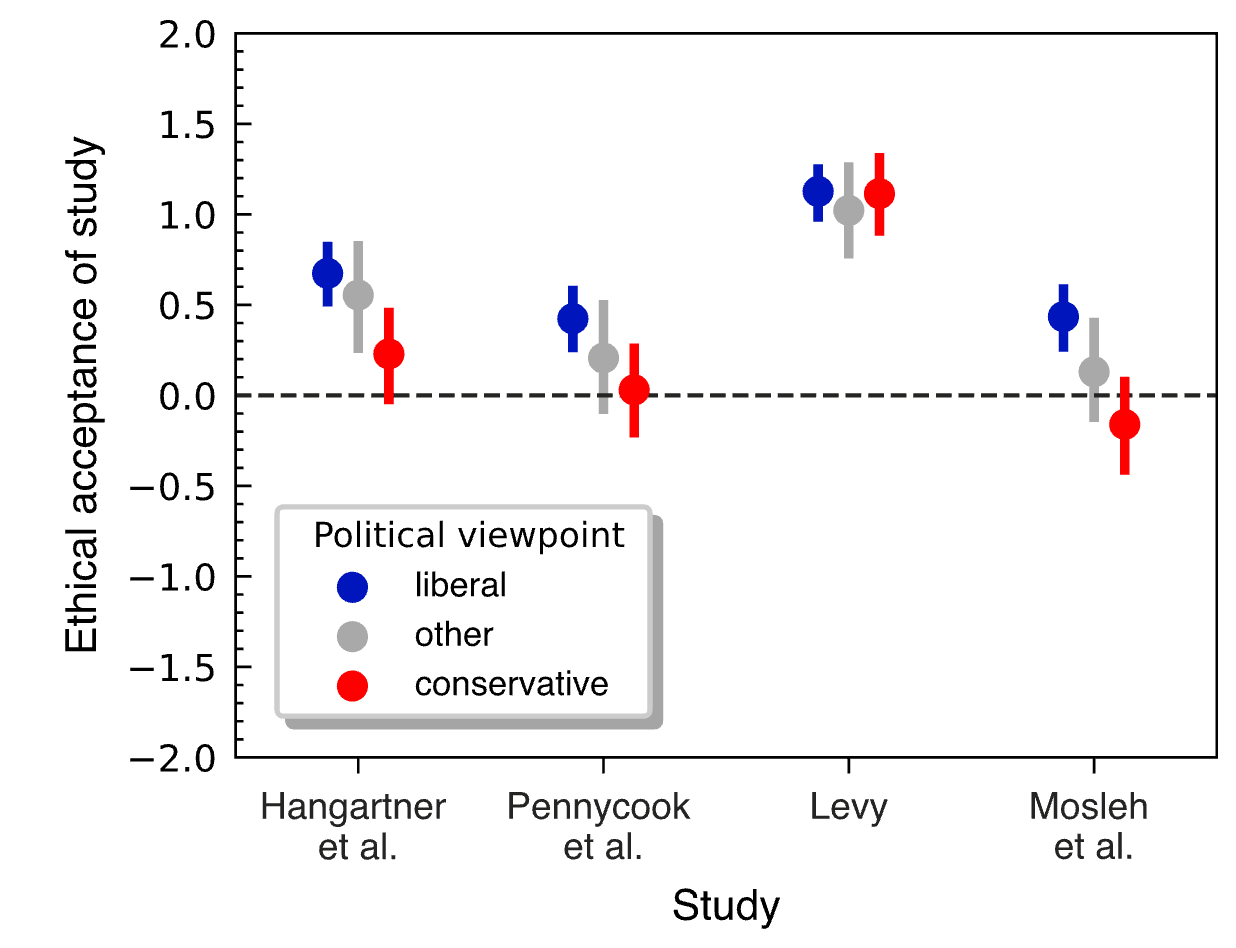 2.0
1.5
1.0
0.5
0.0
−0.5
−1.0
−1.5
−2.0
Ethical acceptance of study
Political viewpoint
liberal
other
conservative
Hangartner
et al.
Pennycook
et al.
Levy
Mosleh
et al.
Study